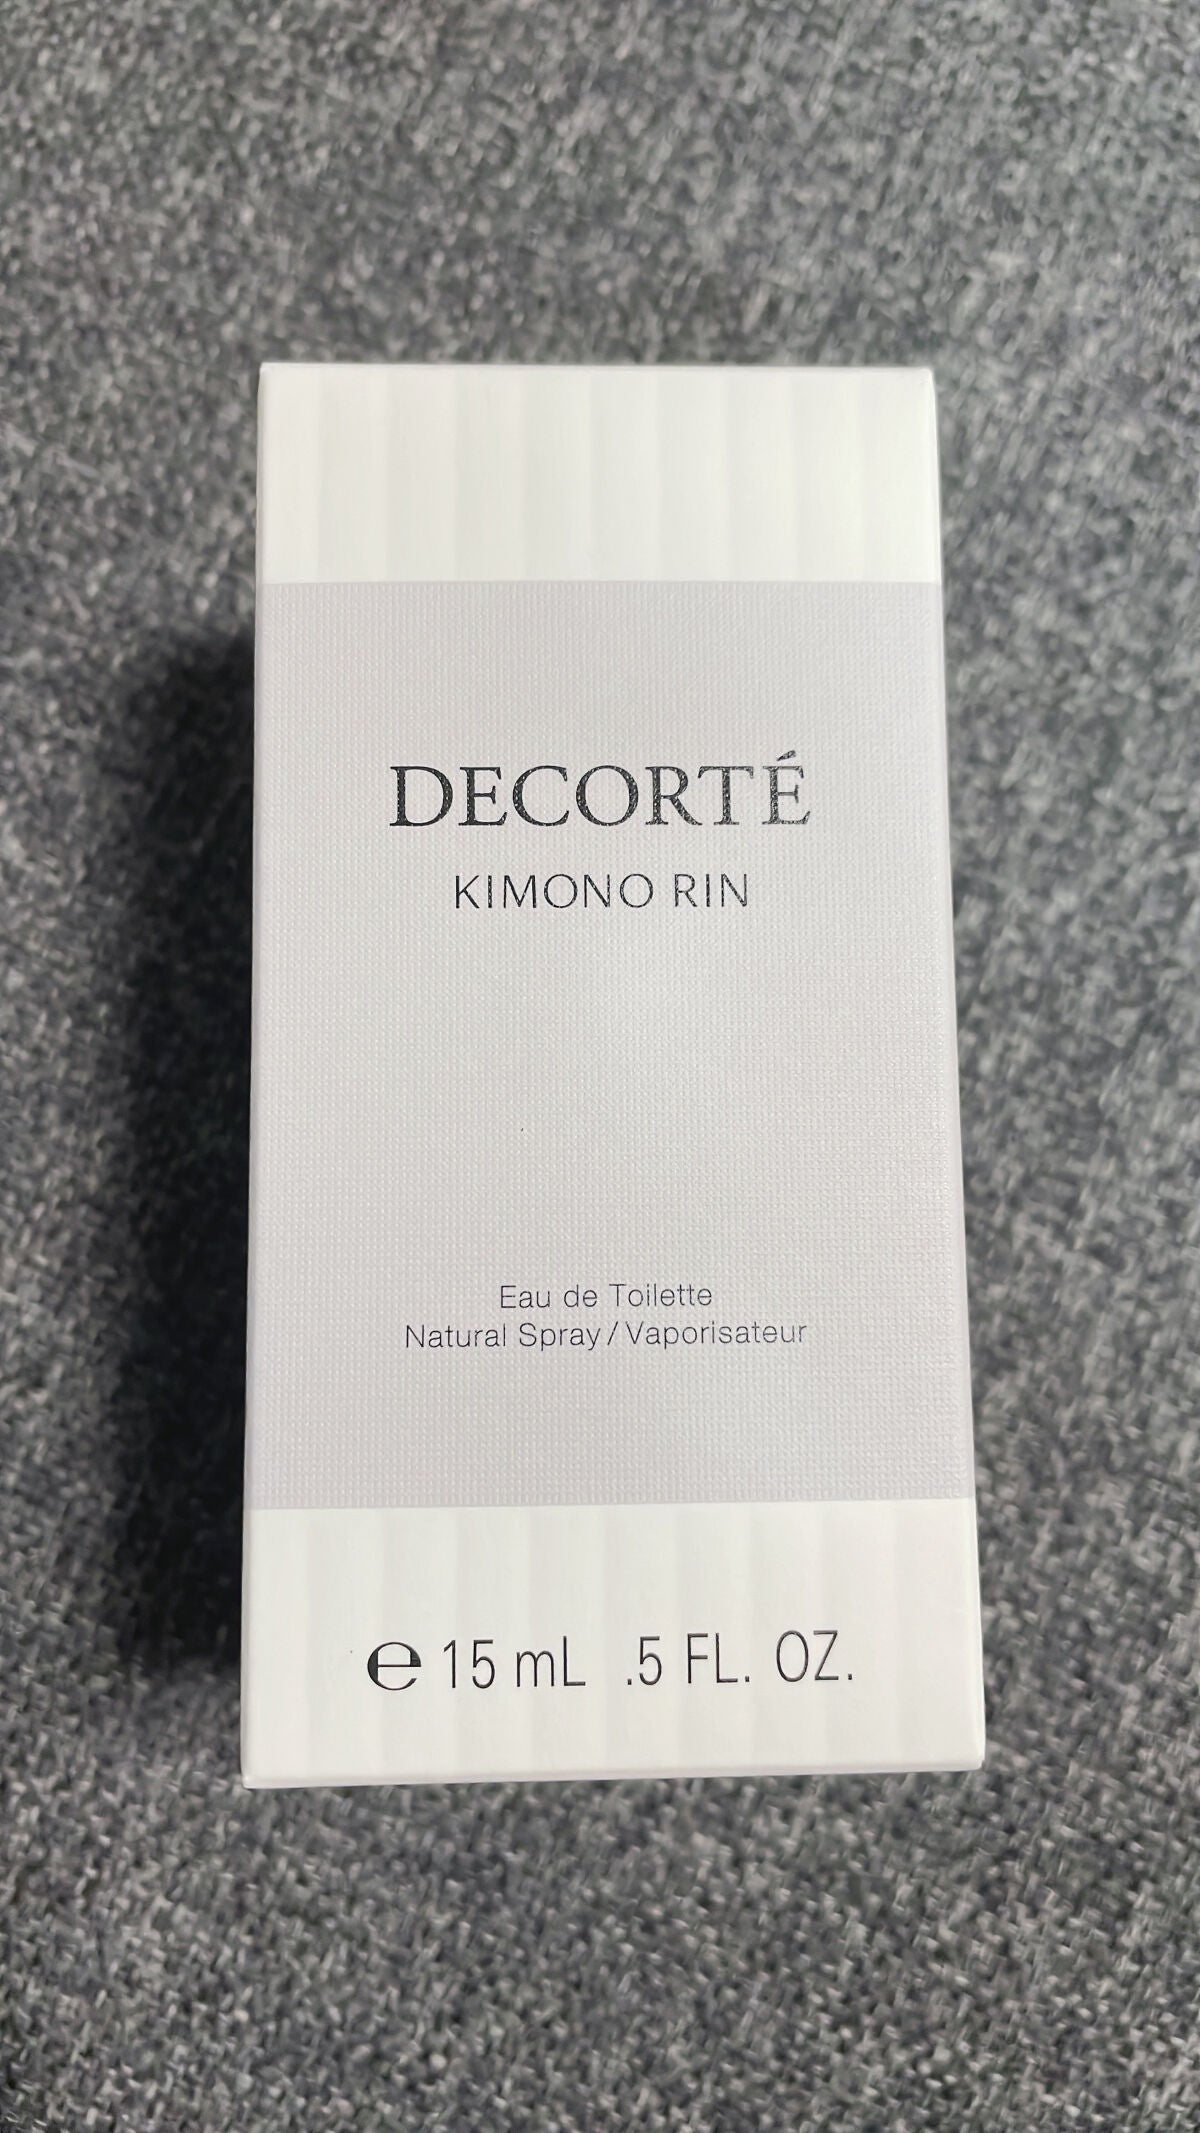 DECORTÉ
KIMONO RIN
Eau de Toilette
Natural Spray / Vaporisateur
℮ 15 mL .5 FL. OZ.